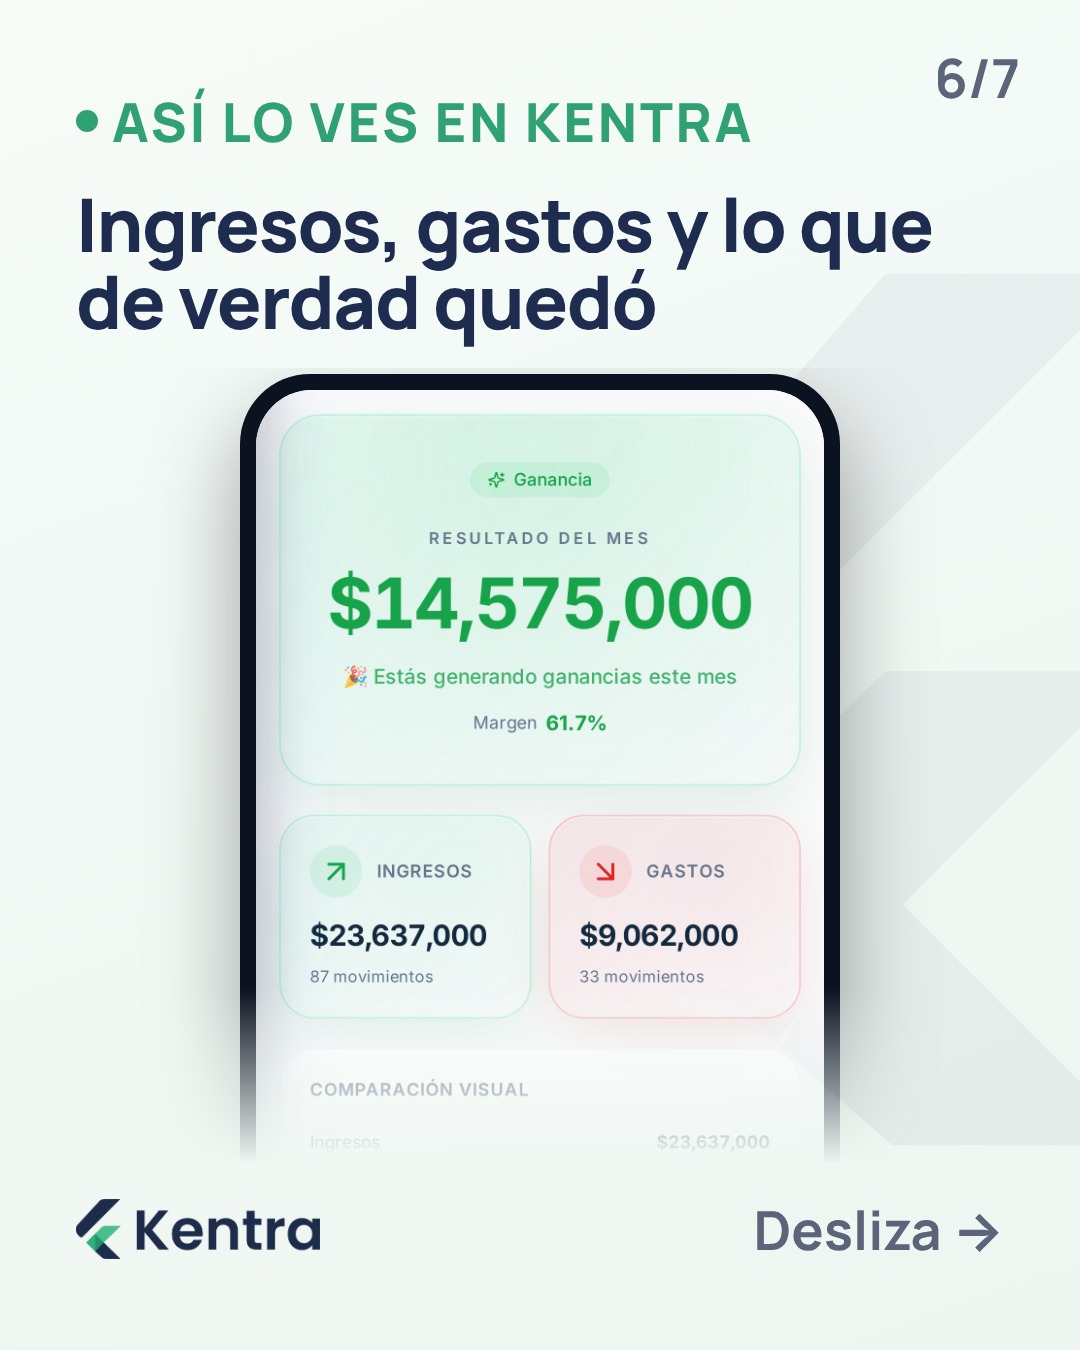 6/7
ASÍ LO VES EN KENTRA
Ingresos, gastos y lo que
de verdad quedó
Ganancia
RESULTADO DEL MES
$14,575,000
🎉 Estás generando ganancias este mes
Margen 61.7%
INGRESOS
$23,637,000
87 movimientos
GASTOS
$9,062,000
33 movimientos
COMPARACIÓN VISUAL
Ingresos $23,637,000
Kentra
Desliza →